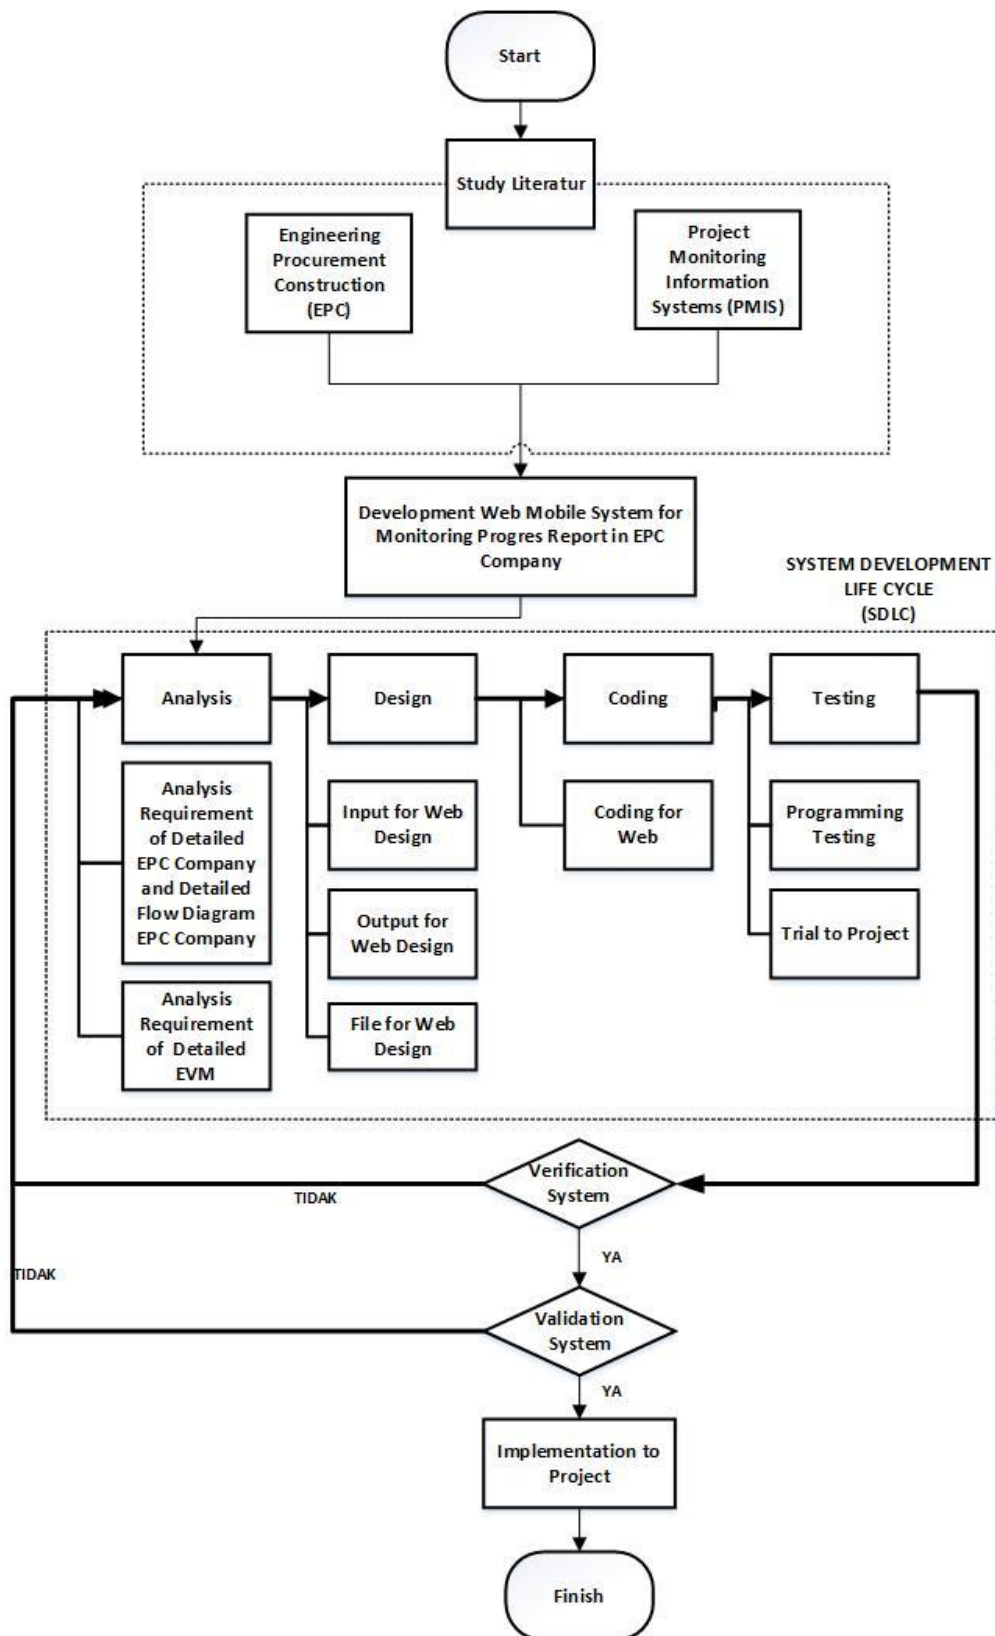 Start
Study Literatur
Engineering
Procurement
Construction
(EPC)
Project
Monitoring
Information
Systems (PMIS)
Development Web Mobile System for
Monitoring Progres Report in EPC
Company
SYSTEM DEVELOPMENT
LIFE CYCLE
(SDLC)
Analysis
Design
Coding
Testing
Analysis
Requirement
of Detailed
EPC Company
and Detailed
Flow Diagram
EPC Company
Input for Web
Design
Coding for
Web
Programming
Testing
Output for
Web Design
Trial to Project
Analysis
Requirement
of Detailed
EVM
File for Web
Design
Verification
System
TIDAK
YA
TIDAK
Validation
System
YA
Implementation to
Project
Finish